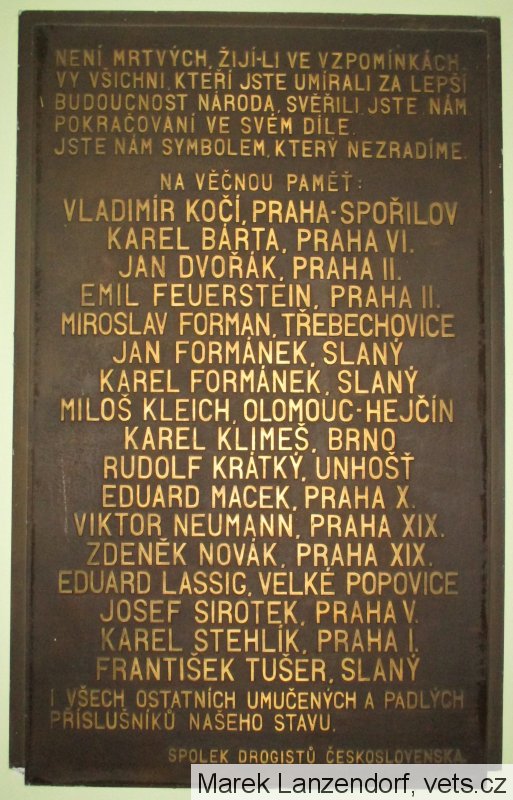 NENÍ MRTVÝCH, ŽIJÍ-LI VE VZPOMÍNKÁCH.
VY VŠICHNI, KTEŘÍ JSTE UMÍRALI ZA LEPŠÍ
BUDOUCNOST NÁRODA, SVĚŘILI JSTE NÁM
POKRAČOVÁNÍ VE SVÉM DÍLE.
JSTE NÁM SYMBOLEM, KTERÝ NEZRADÍME.
NA VĚČNOU PAMĚŤ:
VLADIMÍR KOČÍ, PRAHA-SPOŘILOV
KAREL BÁRTA, PRAHA VI.
JAN DVOŘÁK, PRAHA II.
EMIL FEUERSTEIN, PRAHA II.
MIROSLAV FORMAN, TŘEBECHOVICE
JAN FORMÁNEK, SLANÝ
KAREL FORMÁNEK, SLANÝ
MILOŠ KLEICH, OLOMOUC-HEJČÍN
KAREL KLIMEŠ, BRNO
RUDOLF KRÁTKÝ, UNHOŠŤ
EDUARD MACEK, PRAHA X.
VIKTOR NEUMANN, PRAHA XIX.
ZDENĚK NOVÁK, PRAHA XIX.
EDUARD LASSIG, VELKÉ POPOVICE
JOSEF SIROTEK, PRAHA V.
KAREL STEHLÍK, PRAHA I.
FRANTIŠEK TUŠER, SLANÝ
I VŠECH OSTATNÍCH UMUČENÝCH A PADLÝCH
PŘÍSLUŠNÍKŮ NAŠEHO STAVU.
SPOLEK DROGISTŮ ČESKOSLOVENSKA.
Marek Lanzendorf, vets.cz